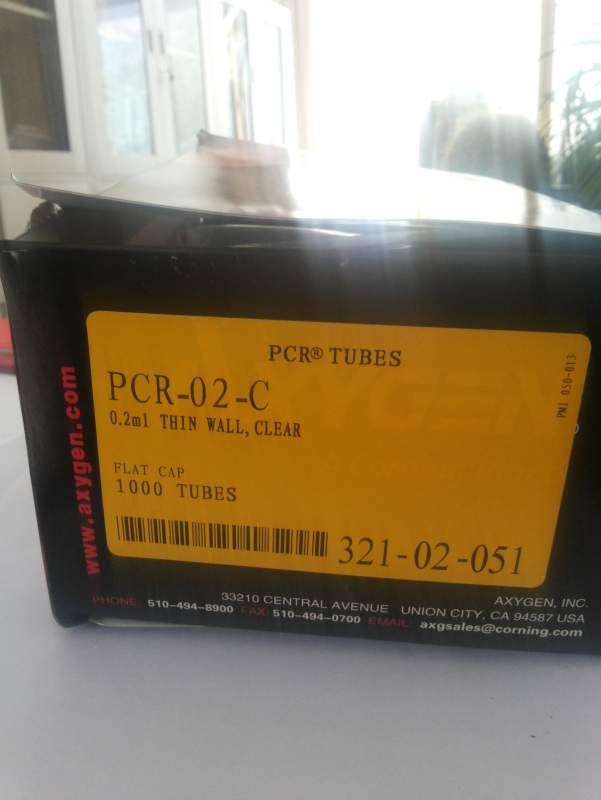 PCR® TUBES
PCR-02-C
0.2ml THIN WALL, CLEAR
FLAT CAP
1000 TUBES
321-02-051
PN1 050-013
www.axygen.com
AXYGEN, INC.
33210 CENTRAL AVENUE UNION CITY, CA 94587 USA
PHONE 510-494-8900 FAX 510-494-0700 EMAIL axgsales@corning.com
AXYGEN